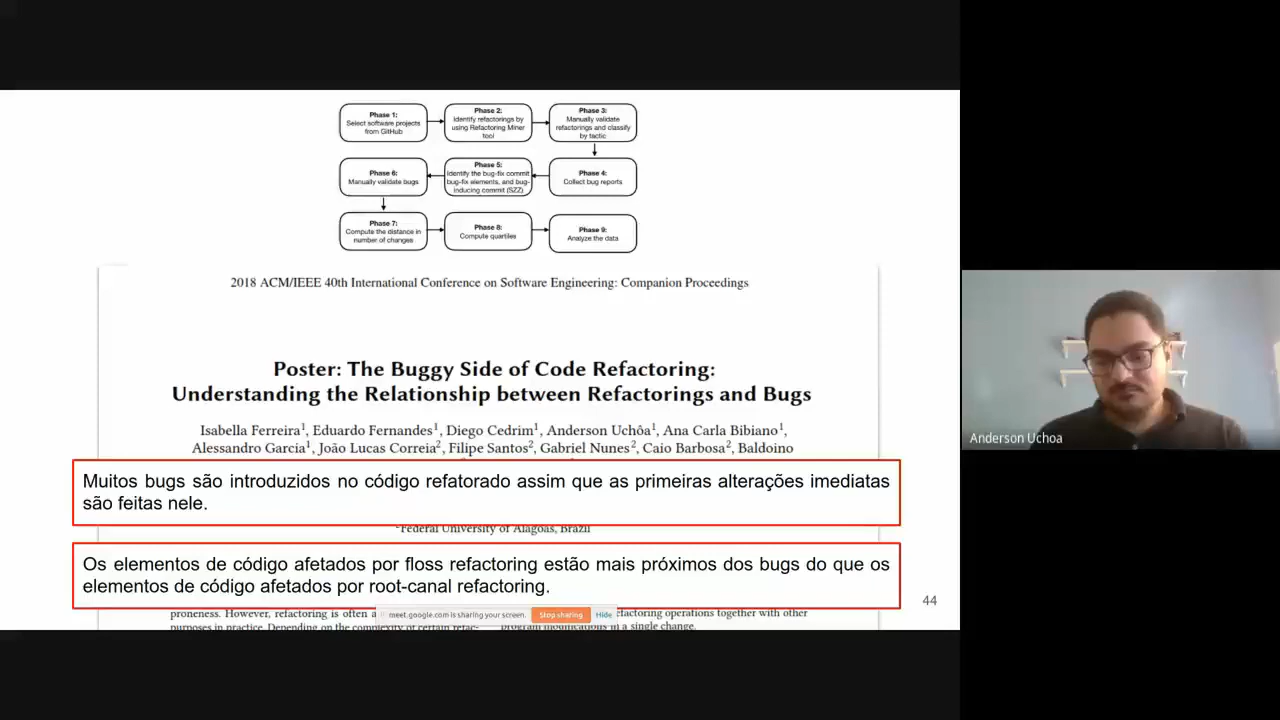 Phase 1:
Select software projects
from GitHub
Phase 2:
Identify refactorings by
using Refactoring Miner
tool
Phase 3:
Manually validate
refactorings and classify
by tactic
Phase 6:
Manually validate bugs
Phase 5:
Identify the bug-fix commit
bug-fix elements, and bug-
inducing commit (SZZ)
Phase 4:
Collect bug reports
Phase 7:
Compute the distance in
number of changes
Phase 8:
Compute quartiles
Phase 9:
Analyze the data
2018 ACM/IEEE 40th International Conference on Software Engineering: Companion Proceedings
Poster: The Buggy Side of Code Refactoring:
Understanding the Relationship between Refactorings and Bugs
Isabella Ferreira¹, Eduardo Fernandes¹, Diego Cedrim¹, Anderson Uchôa¹, Ana Carla Bibiano¹,
Alessandro Garcia¹, João Lucas Correia², Filipe Santos², Gabriel Nunes², Caio Barbosa², Baldoino
Muitos bugs são introduzidos no código refatorado assim que as primeiras alterações imediatas
são feitas nele.
²Federal University of Alagoas, Brazil
Os elementos de código afetados por floss refactoring estão mais próximos dos bugs do que os
elementos de código afetados por root-canal refactoring.
44
proneness. However, refactoring is often a
meet.google.com is sharing your screen.
Stop sharing
Hide
efactoring operations together with other
purposes in practice. Depending on the complexity of certain refac-
program modifications in a single change.
Anderson Uchoa